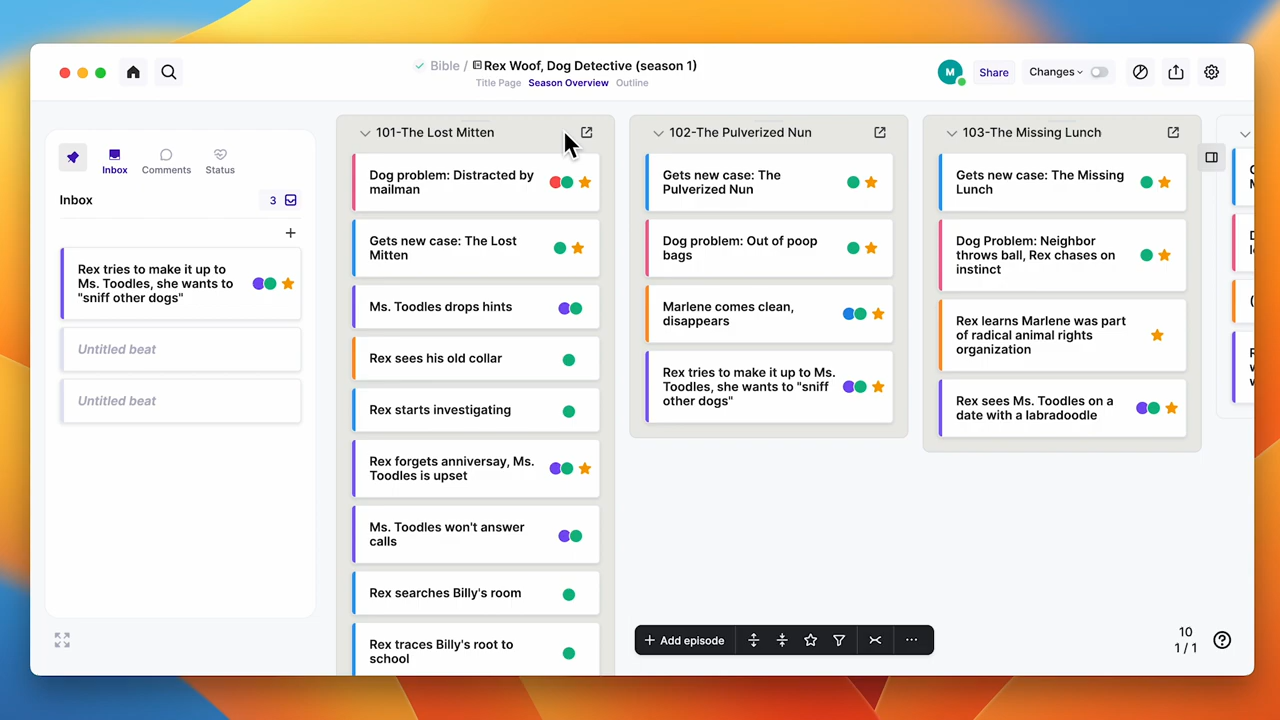 Bible / Rex Woof, Dog Detective (season 1)
Title Page Season Overview Outline
M Share Changes
Inbox Comments Status
Inbox 3
Rex tries to make it up to
Ms. Toodles, she wants to
"sniff other dogs"
Untitled beat
Untitled beat
101-The Lost Mitten
Dog problem: Distracted by
mailman
Gets new case: The Lost
Mitten
Ms. Toodles drops hints
Rex sees his old collar
Rex starts investigating
Rex forgets anniversay, Ms.
Toodles is upset
Ms. Toodles won't answer
calls
Rex searches Billy's room
Rex traces Billy's root to
school
102-The Pulverized Nun
Gets new case: The
Pulverized Nun
Dog problem: Out of poop
bags
Marlene comes clean,
disappears
Rex tries to make it up to Ms.
Toodles, she wants to "sniff
other dogs"
103-The Missing Lunch
Gets new case: The Missing
Lunch
Dog Problem: Neighbor
throws ball, Rex chases on
instinct
Rex learns Marlene was part
of radical animal rights
organization
Rex sees Ms. Toodles on a
date with a labradoodle
+ Add episode
10
1 / 1